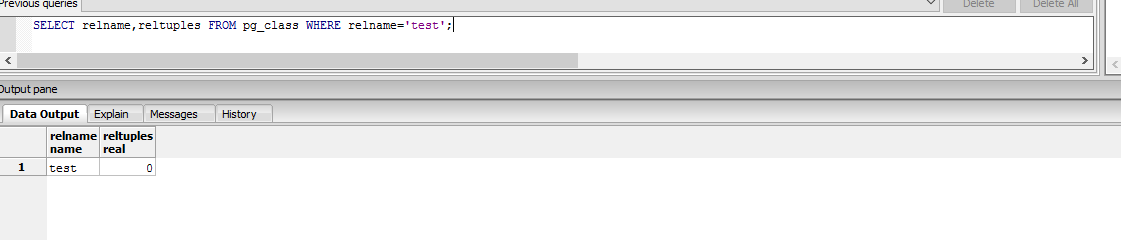 Previous queries
Delete
Delete All
SELECT relname,reltuples FROM pg_class WHERE relname='test';
Output pane
Data Output
Explain
Messages
History
relname reltuples
name real
1 test 0